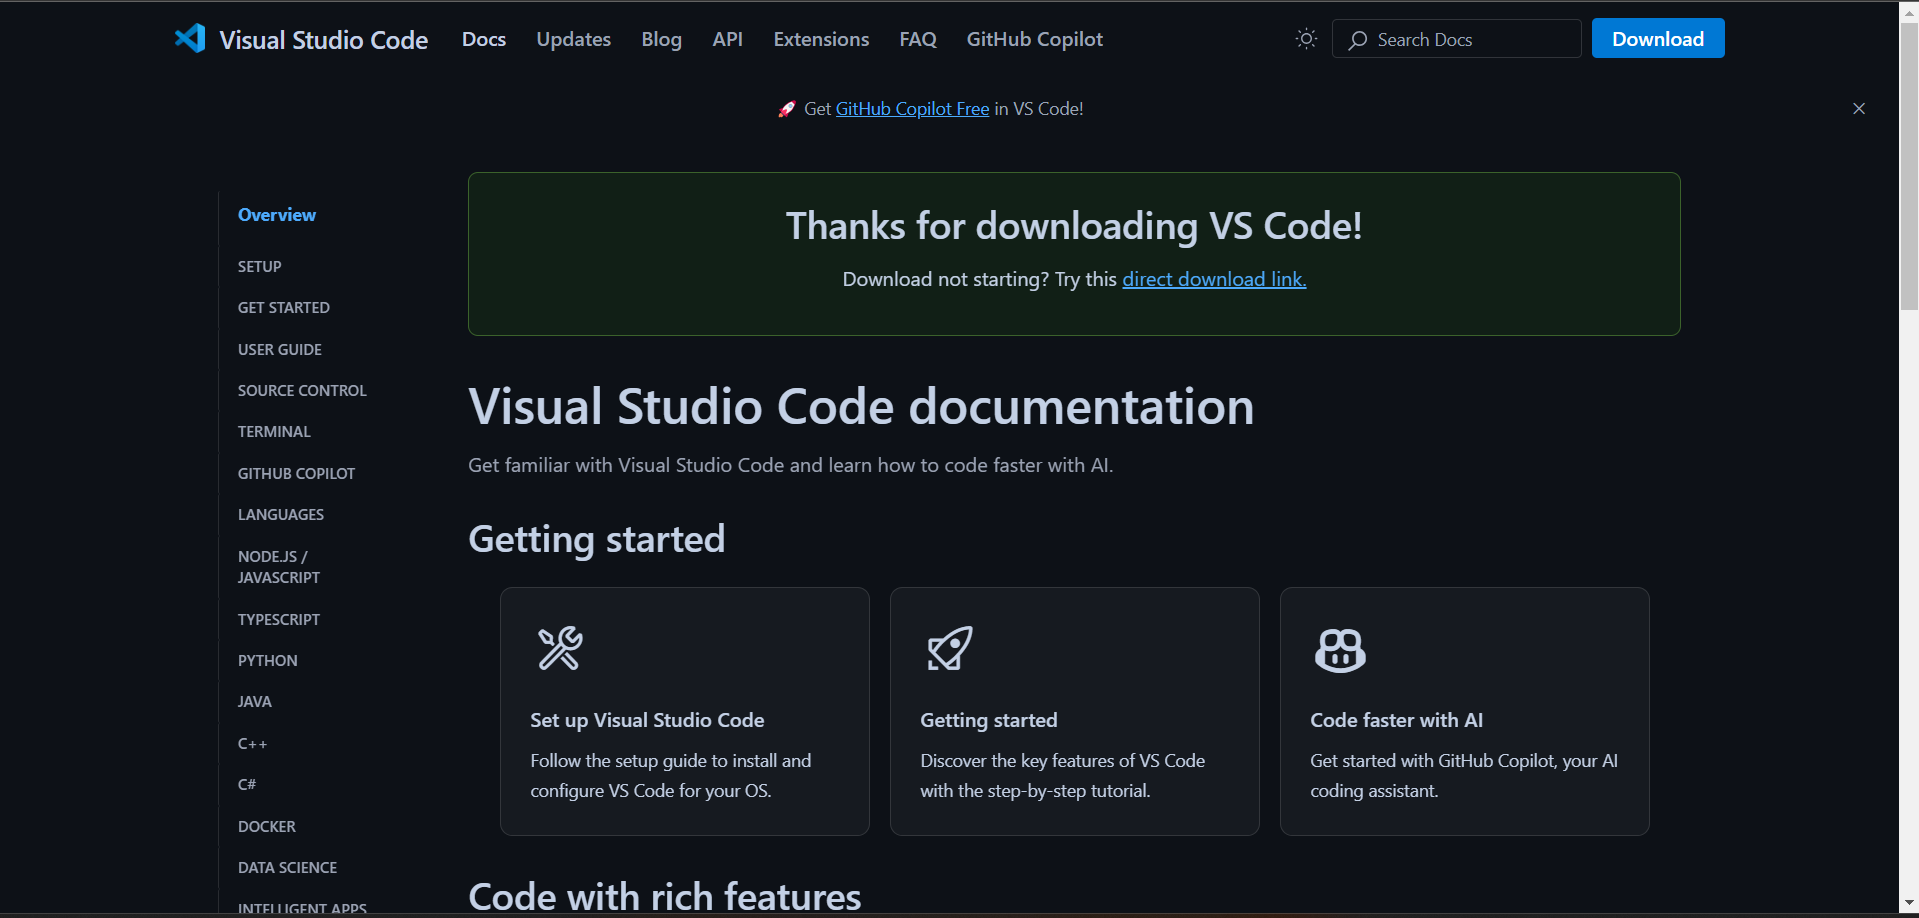 Visual Studio Code Docs Updates Blog API Extensions FAQ GitHub Copilot Search Docs Download
🚀 Get GitHub Copilot Free in VS Code!
Overview
SETUP
GET STARTED
USER GUIDE
SOURCE CONTROL
TERMINAL
GITHUB COPILOT
LANGUAGES
NODE.JS /
JAVASCRIPT
TYPESCRIPT
PYTHON
JAVA
C++
C#
DOCKER
DATA SCIENCE
INTELLIGENT APPS
Thanks for downloading VS Code!
Download not starting? Try this direct download link.
Visual Studio Code documentation
Get familiar with Visual Studio Code and learn how to code faster with AI.
Getting started
Set up Visual Studio Code
Follow the setup guide to install and
configure VS Code for your OS.
Getting started
Discover the key features of VS Code
with the step-by-step tutorial.
Code faster with AI
Get started with GitHub Copilot, your AI
coding assistant.
Code with rich features